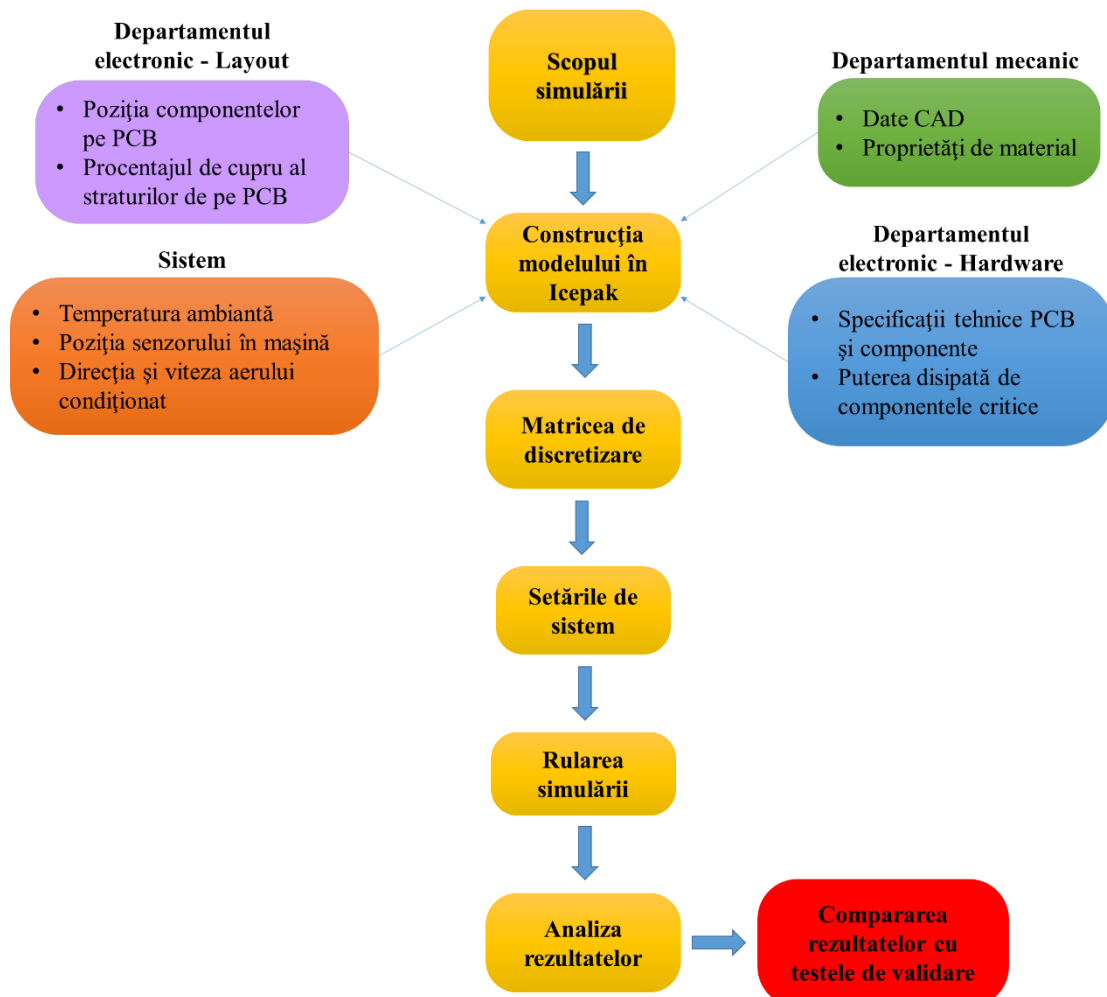 Departamentul
electronic - Layout
• Poziţia componentelor
pe PCB
• Procentajul de cupru al
straturilor de pe PCB
Scopul
simulării
Departamentul mecanic
• Date CAD
• Proprietăţi de material
Sistem
• Temperatura ambiantă
• Poziţia senzorului în maşină
• Direcţia şi viteza aerului
condiţionat
Construcţia
modelului în
Icepak
Departamentul
electronic - Hardware
• Specificaţii tehnice PCB
şi componente
• Puterea disipată de
componentele critice
Matricea de
discretizare
Setările de
sistem
Rularea
simulării
Analiza
rezultatelor
Compararea
rezultatelor cu
testele de validare